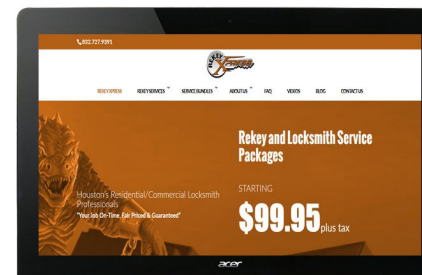 832.727.9391
REKEY XPRESS
REKEY XPRESS REKEY SERVICES SERVICE BUNDLES ABOUT US FAQ VIDEOS BLOG CONTACT US
Rekey and Locksmith Service
Packages
Houston's Residential/Commercial Locksmith
Professionals
"Your Job On-Time, Fair Priced & Guaranteed"
STARTING
$99.95 plus tax
acer